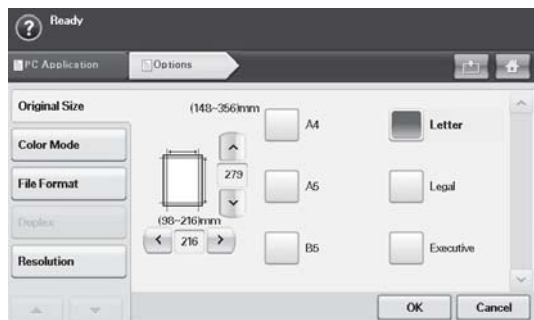 ?
Ready
PC Application
Options
Original Size
Color Mode
File Format
Duplex
Resolution
(148~356)mm
279
(98~216)mm
216
A4
Letter
A5
Legal
B5
Executive
OK
Cancel